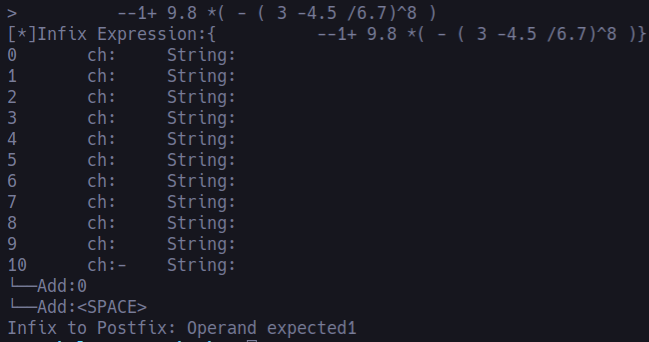 >          --1+ 9.8 *( - ( 3 -4.5 /6.7)^8 )
[*]Infix Expression:{          --1+ 9.8 *( - ( 3 -4.5 /6.7)^8 )}
0       ch:     String:
1       ch:     String:
2       ch:     String:
3       ch:     String:
4       ch:     String:
5       ch:     String:
6       ch:     String:
7       ch:     String:
8       ch:     String:
9       ch:     String:
10      ch:-    String:
└──Add:0
└──Add:<SPACE>
Infix to Postfix: Operand expected1